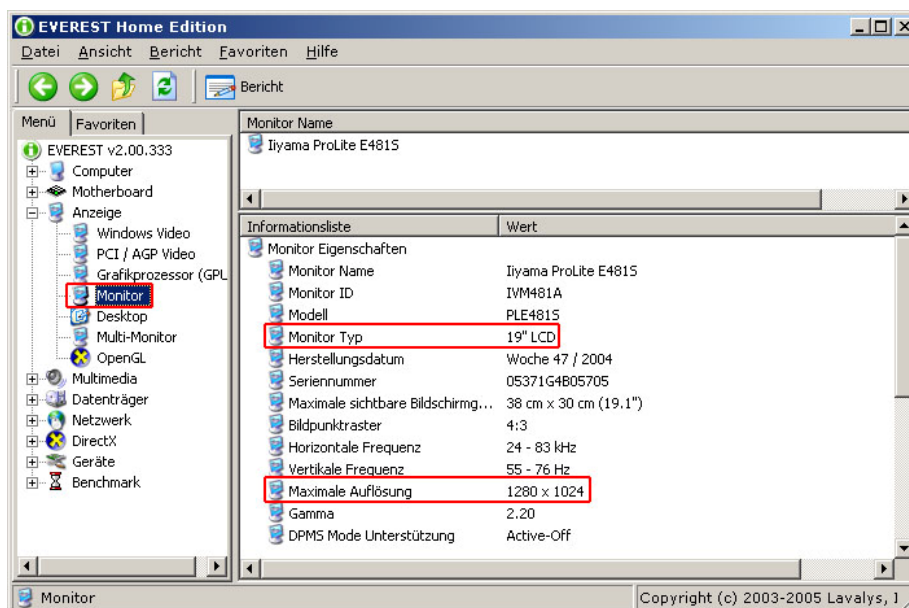 EVEREST Home Edition
Datei Ansicht Bericht Favoriten Hilfe
Bericht
Menü Favoriten
EVEREST v2.00.333
Computer
Motherboard
Anzeige
Windows Video
PCI / AGP Video
Grafikprozessor (GPU
Monitor
Desktop
Multi-Monitor
OpenGL
Multimedia
Datenträger
Netzwerk
DirectX
Geräte
Benchmark
Monitor Name
Iiyama ProLite E481S
Informationsliste Wert
Monitor Eigenschaften
Monitor Name Iiyama ProLite E481S
Monitor ID IVM481A
Modell PLE481S
Monitor Typ 19" LCD
Herstellungsdatum Woche 47 / 2004
Seriennummer 05371G4B05705
Maximale sichtbare Bildschirmg... 38 cm x 30 cm (19.1")
Bildpunktraster 4:3
Horizontale Frequenz 24 - 83 kHz
Vertikale Frequenz 55 - 76 Hz
Maximale Auflösung 1280 x 1024
Gamma 2.20
DPMS Mode Unterstützung Active-Off
Monitor
Copyright (c) 2003-2005 Lavalys, I